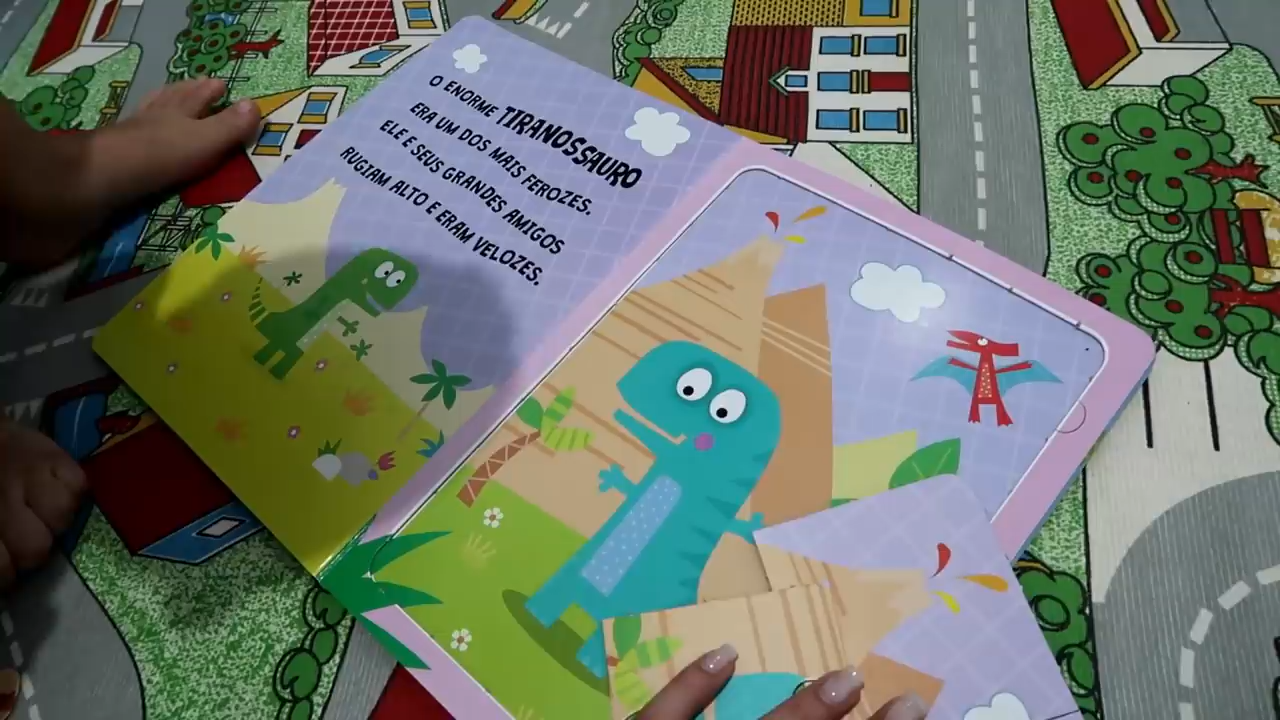 O ENORME TIRANOSSAURO
ERA UM DOS MAIS FEROZES.
ELE E SEUS GRANDES AMIGOS
RUGIAM ALTO E ERAM VELOZES.